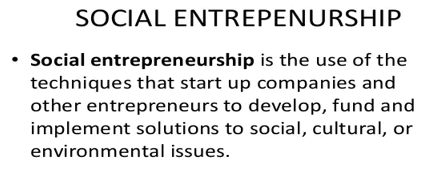 SOCIAL ENTREPENURSHIP
• Social entrepreneurship is the use of the
techniques that start up companies and
other entrepreneurs to develop, fund and
implement solutions to social, cultural, or
environmental issues.